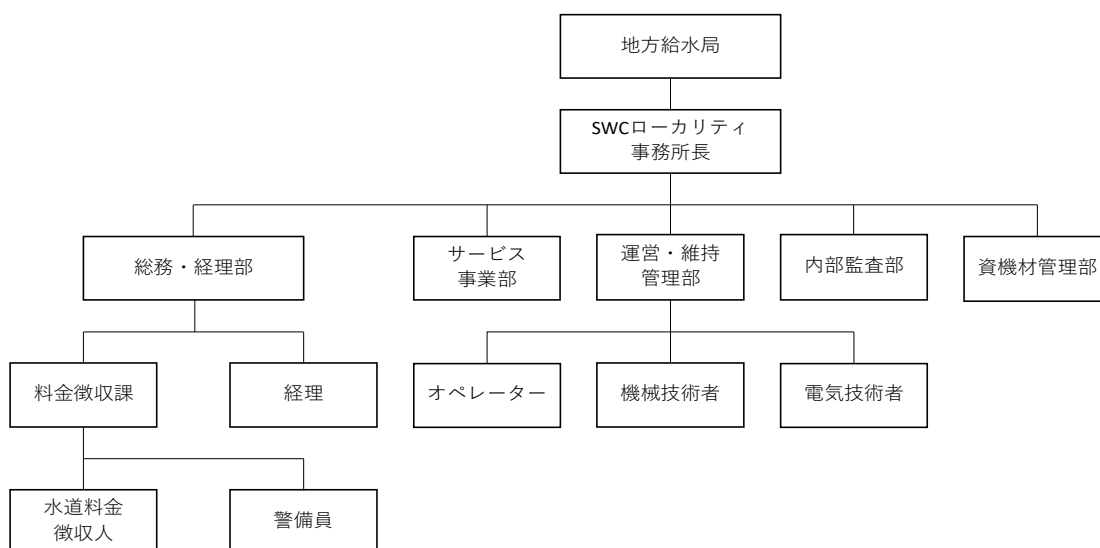 地方給水局
SWCローカリティ
事務所長
総務・経理部
サービス
事業部
運営・維持
管理部
内部監査部
資機材管理部
料金徴収課
経理
オペレーター
機械技術者
電気技術者
水道料金
徴収人
警備員